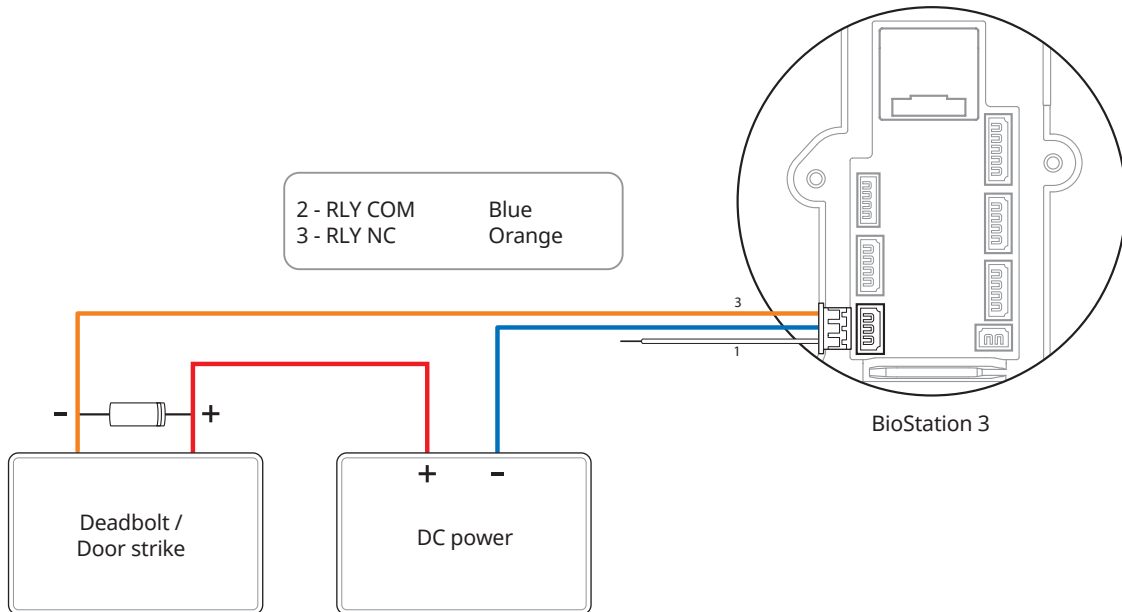 2 - RLY COM Blue
3 - RLY NC Orange
3
1
BioStation 3
- +
+ -
Deadbolt /
Door strike
DC power